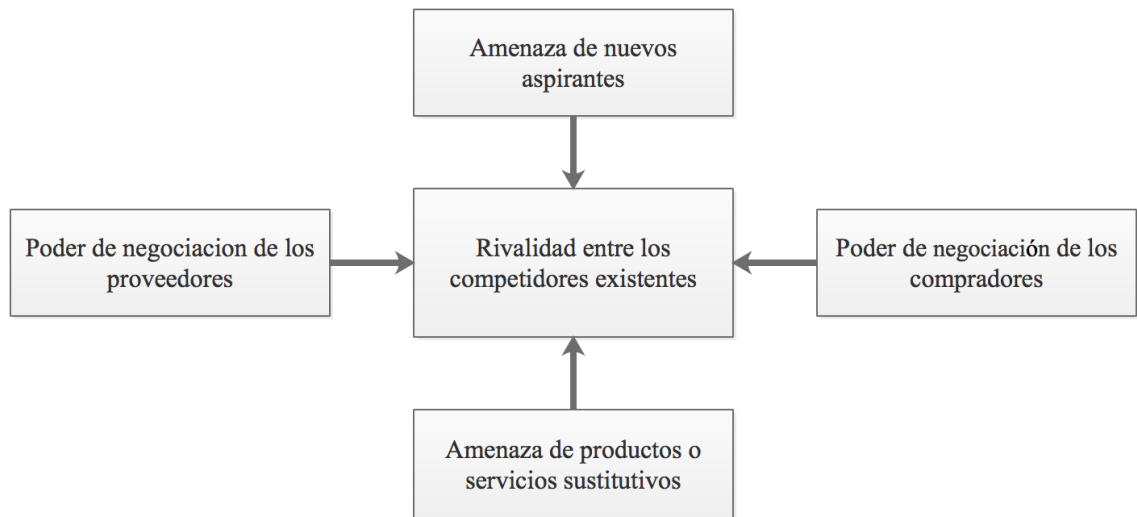 Amenaza de nuevos
aspirantes
Poder de negociacion de los
proveedores
Rivalidad entre los
competidores existentes
Poder de negociación de los
compradores
Amenaza de productos o
servicios sustitutivos